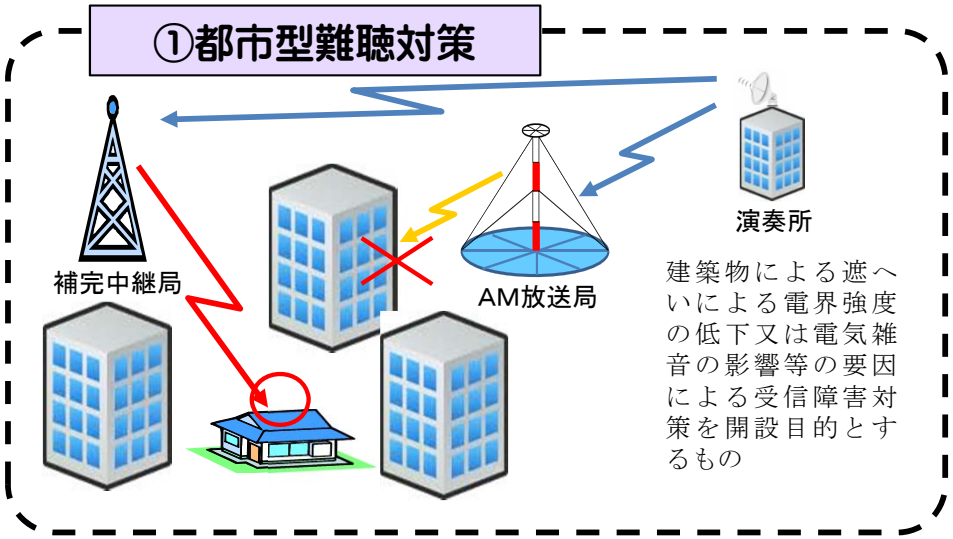 ①都市型難聴対策
演奏所
補完中継局
AM放送局
建築物による遮へ
いによる電界強度
の低下又は電気雑
音の影響等の要因
による受信障害対
策を開設目的とす
るもの